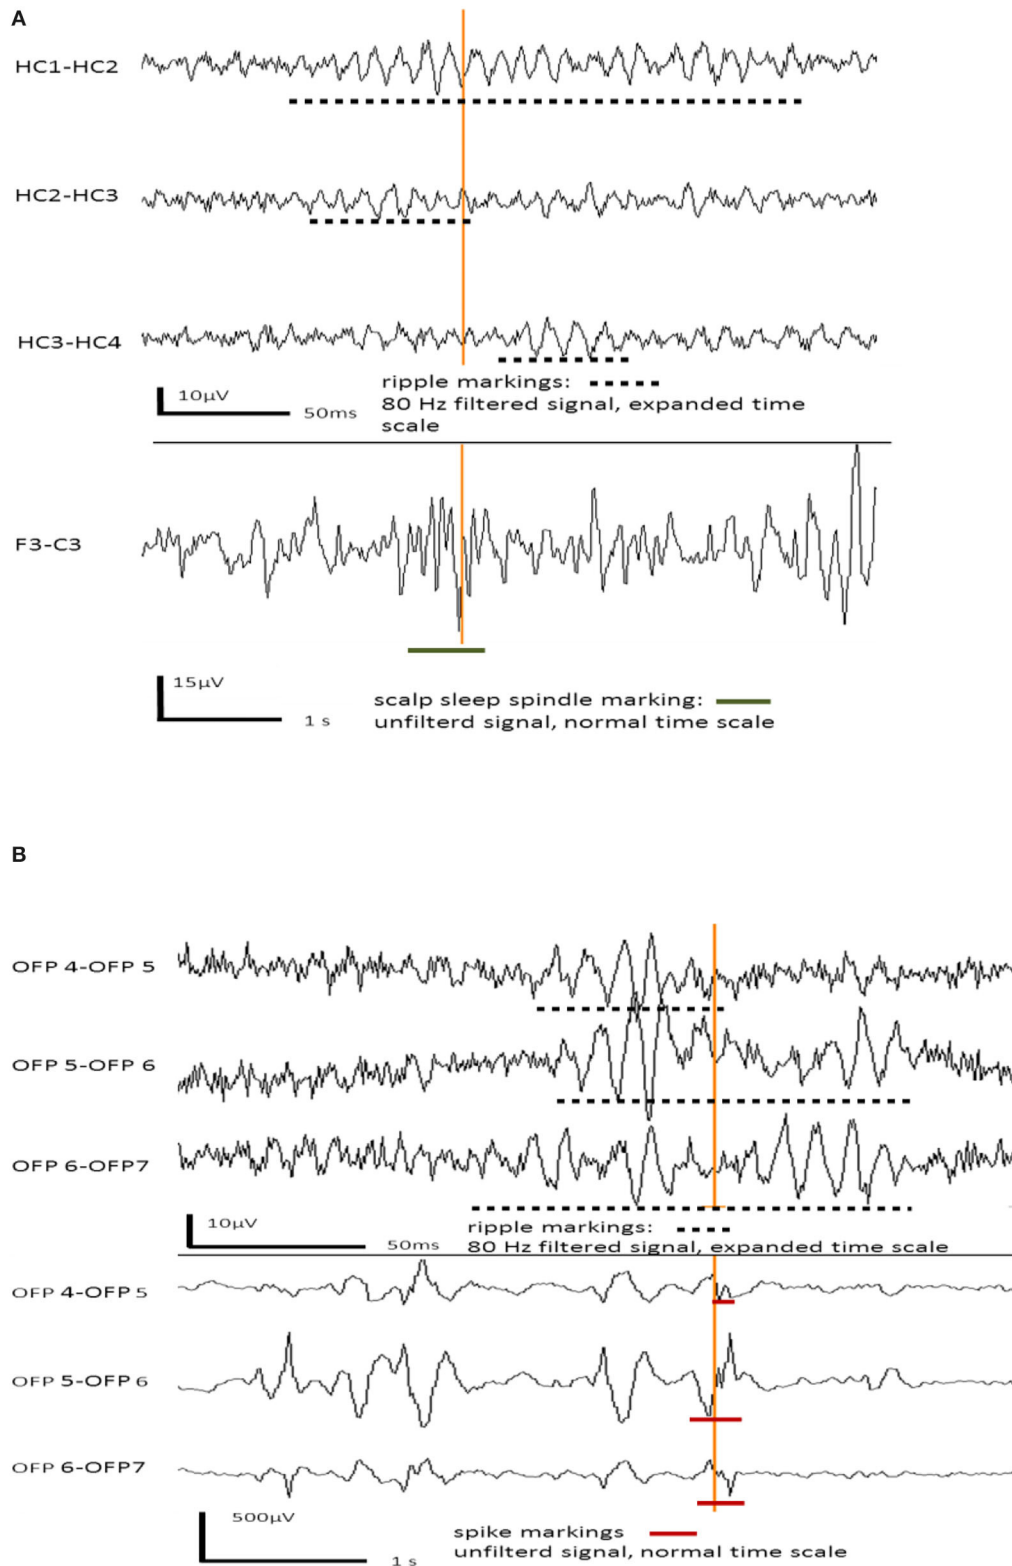 A
HC1-HC2
HC2-HC3
HC3-HC4
10µV
50ms
ripple markings:
80 Hz filtered signal, expanded time
scale
F3-C3
15µV
1 s
scalp sleep spindle marking:
unfilterd signal, normal time scale
B
OFP 4-OFP 5
OFP 5-OFP 6
OFP 6-OFP7
10µV
50ms
ripple markings:
80 Hz filtered signal, expanded time scale
OFP 4-OFP 5
OFP 5-OFP 6
OFP 6-OFP7
500µV
1 s
spike markings
unfilterd signal, normal time scale